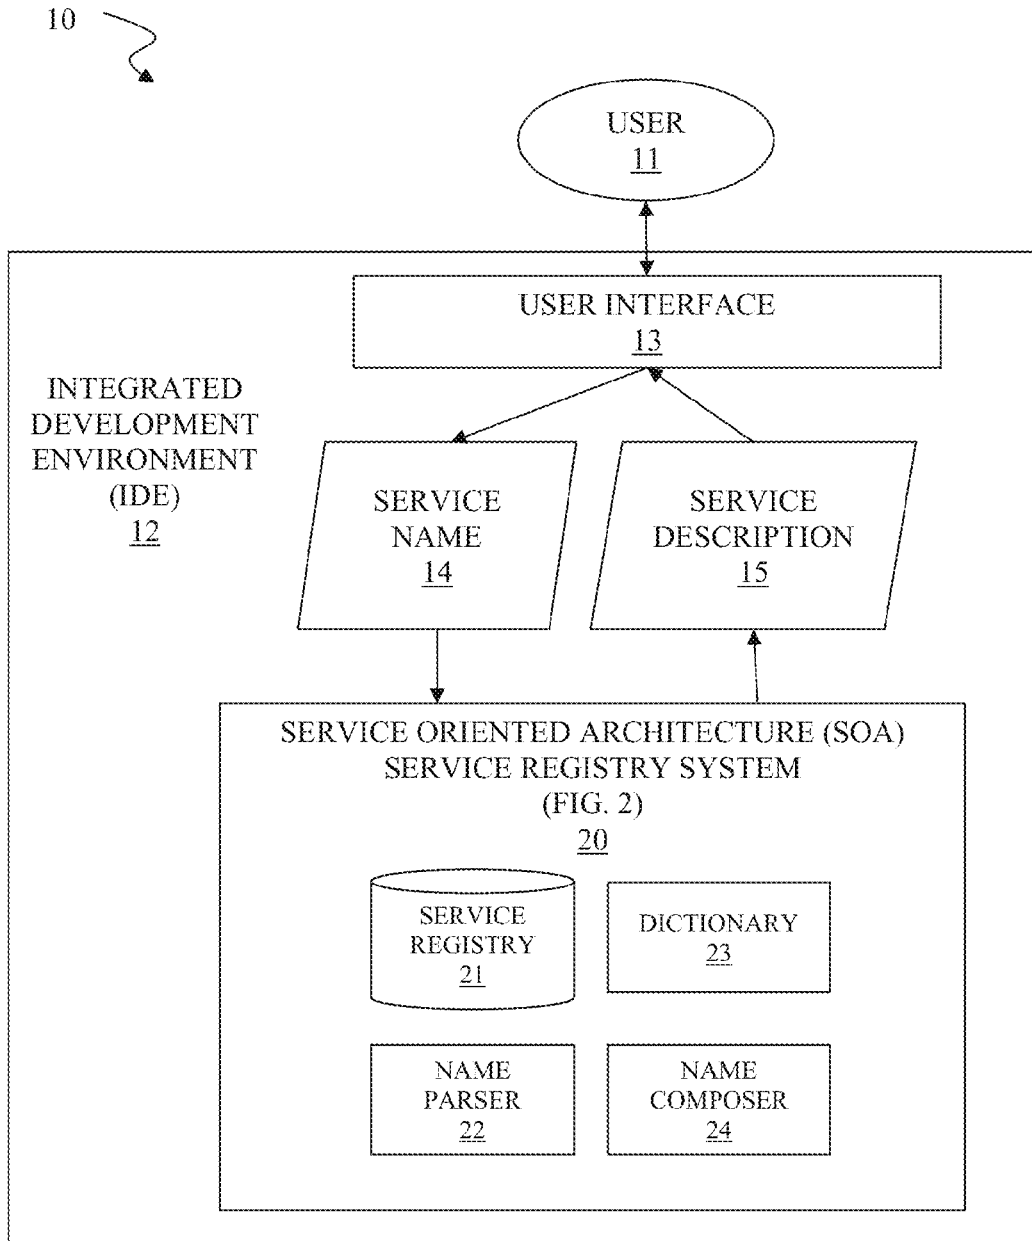 10
USER
11
USER INTERFACE
13
INTEGRATED
DEVELOPMENT
ENVIRONMENT
(IDE)
12
SERVICE
NAME
14
SERVICE
DESCRIPTION
15
SERVICE ORIENTED ARCHITECTURE (SOA)
SERVICE REGISTRY SYSTEM
(FIG. 2)
20
SERVICE
REGISTRY
21
DICTIONARY
23
NAME
PARSER
22
NAME
COMPOSER
24